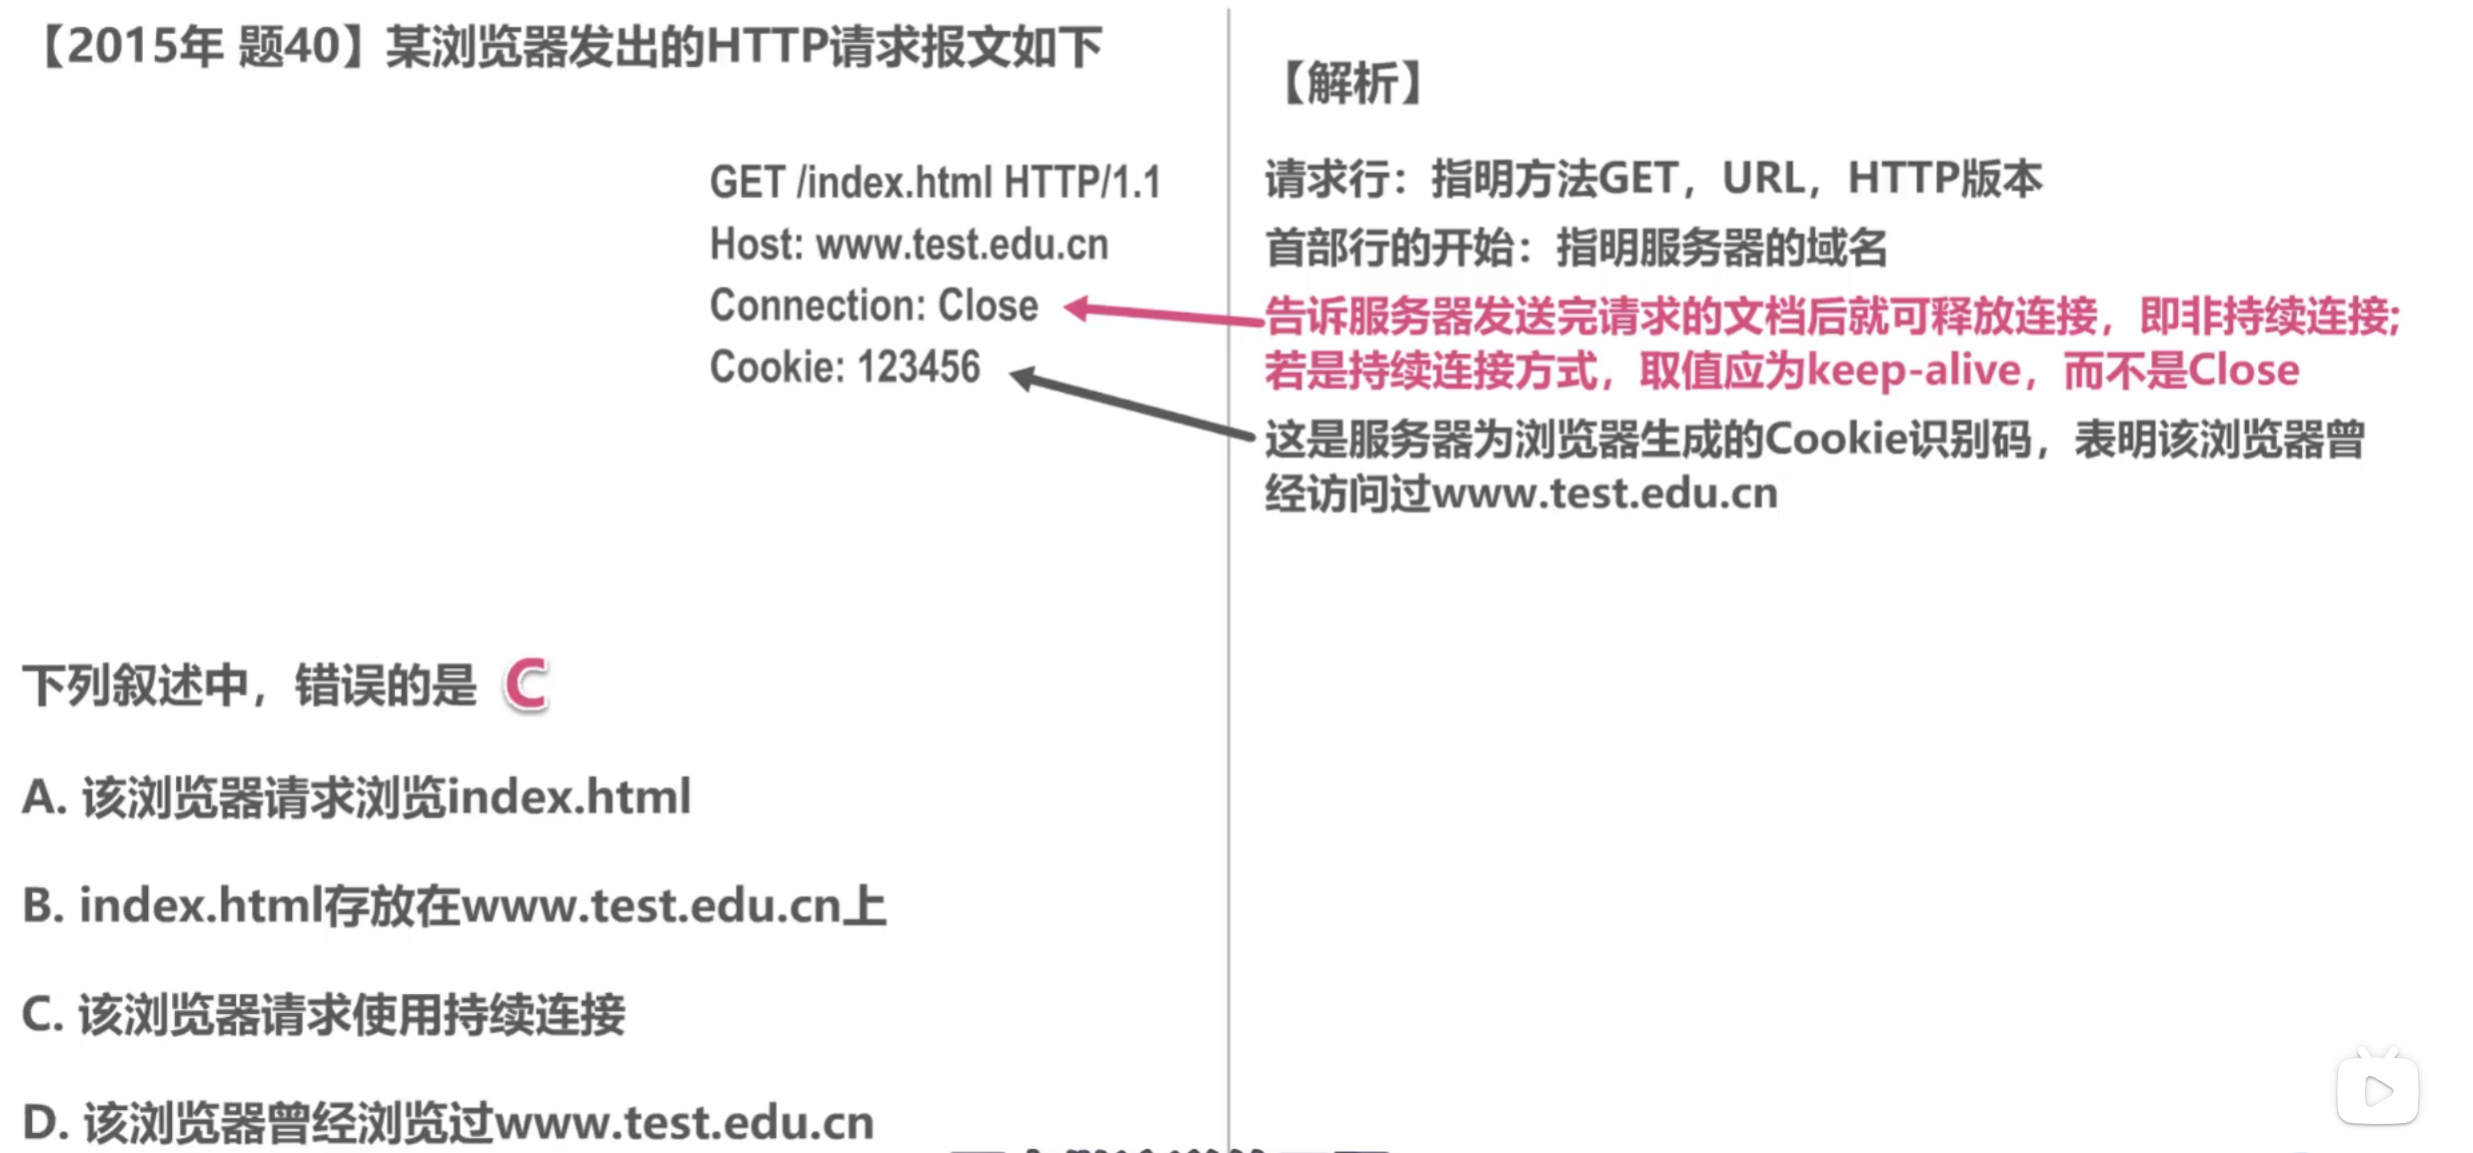 【2015年 题40】某浏览器发出的HTTP请求报文如下
GET /index.html HTTP/1.1
Host: www.test.edu.cn
Connection: Close
Cookie: 123456
下列叙述中，错误的是 C
A. 该浏览器请求浏览index.html
B. index.html存放在www.test.edu.cn上
C. 该浏览器请求使用持续连接
D. 该浏览器曾经浏览过www.test.edu.cn
【解析】
请求行：指明方法GET，URL，HTTP版本
首部行的开始：指明服务器的域名
告诉服务器发送完请求的文档后就可释放连接，即非持续连接;
若是持续连接方式，取值应为keep-alive，而不是Close
这是服务器为浏览器生成的Cookie识别码，表明该浏览器曾
经访问过www.test.edu.cn